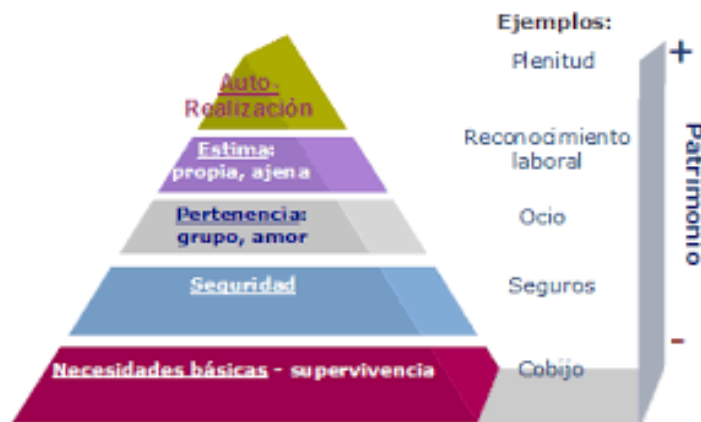 Ejemplos:
Auto-
Realización
Plenitud
Estima:
propia, ajena
Reconocimiento
laboral
Pertenencia:
grupo, amor
Ocio
Seguridad
Seguros
Necesidades básicas - supervivencia
Cobijo
+
Patrimonio
-